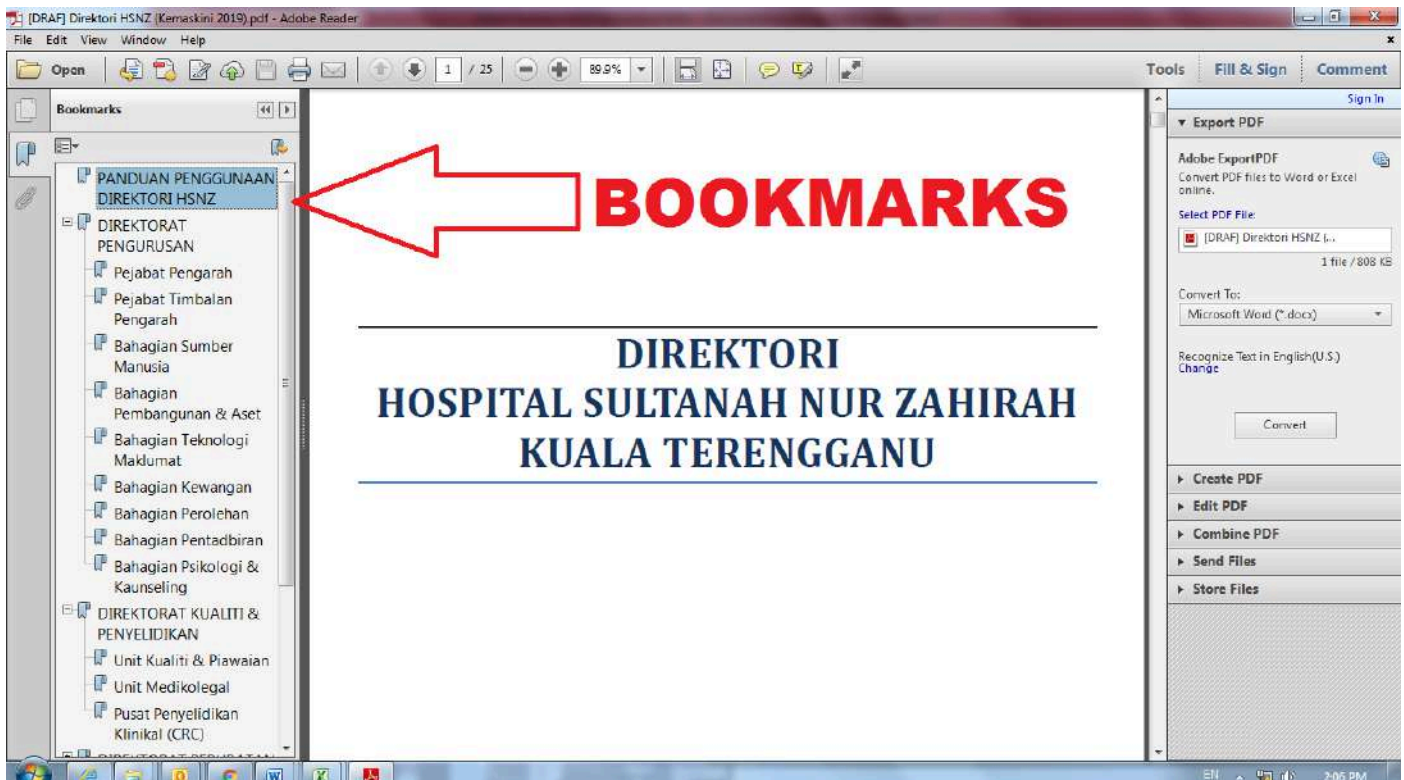 [DRAF] Direktori HSNZ (Kemaskini 2019).pdf - Adobe Reader
File Edit View Window Help
Open 1 / 25 89.9% Tools Fill & Sign Comment
Bookmarks
PANDUAN PENGGUNAAN
DIREKTORI HSNZ
DIREKTORAT
PENGURUSAN
Pejabat Pengarah
Pejabat Timbalan
Pengarah
Bahagian Sumber
Manusia
Bahagian
Pembangunan & Aset
Bahagian Teknologi
Maklumat
Bahagian Kewangan
Bahagian Perolehan
Bahagian Pentadbiran
Bahagian Psikologi &
Kaunseling
DIREKTORAT KUALITI &
PENYELIDIKAN
Unit Kualiti & Piawaian
Unit Medikolegal
Pusat Penyelidikan
Klinikal (CRC)
BOOKMARKS
DIREKTORI
HOSPITAL SULTANAH NUR ZAHIRAH
KUALA TERENGGANU
Sign In
Export PDF
Adobe ExportPDF
Convert PDF files to Word or Excel
online.
Select PDF File:
[DRAF] Direktori HSNZ (...
1 file / 808 KB
Convert To:
Microsoft Word (*.docx)
Recognize Text in English(U.S.)
Change
Convert
Create PDF
Edit PDF
Combine PDF
Send Files
Store Files
EN 2:06 PM